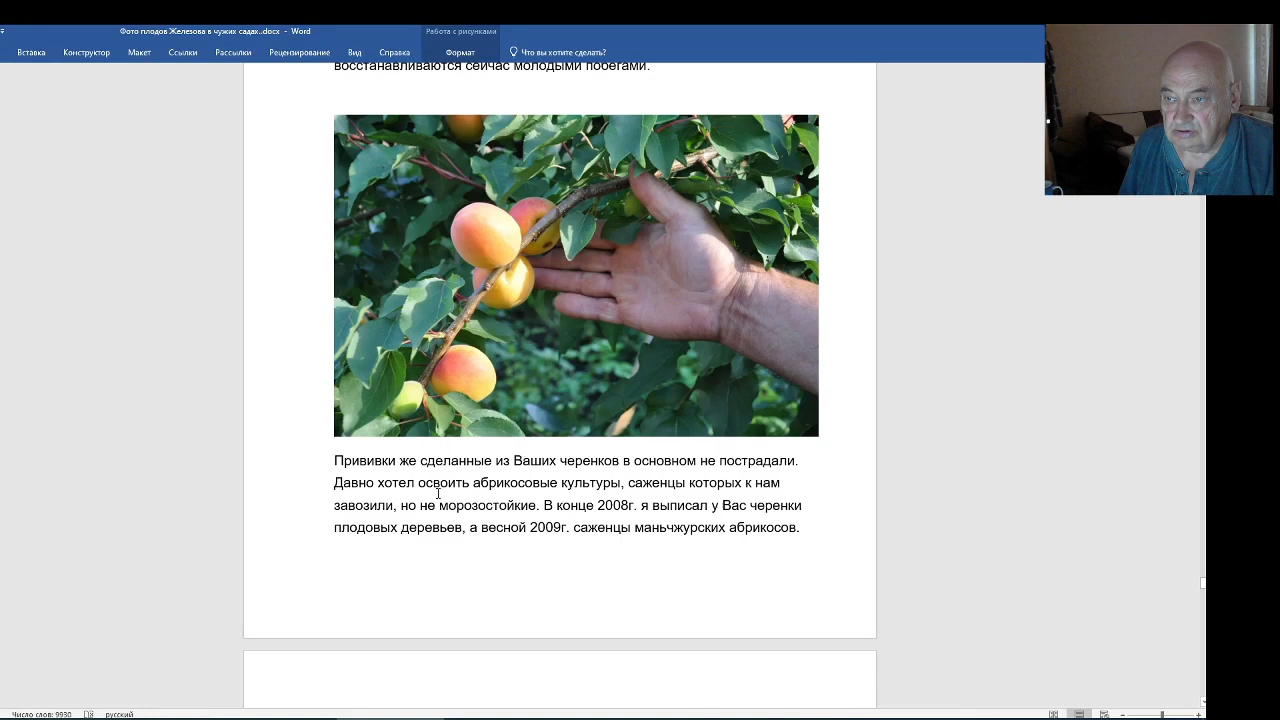 Фото плодов Железова в чужих садах..docx - Word
Работа с рисунками
Вставка Конструктор Макет Ссылки Рассылки Рецензирование Вид Справка Формат Что вы хотите сделать?
восстанавливаются сейчас молодыми побегами.
Прививки же сделанные из Ваших черенков в основном не пострадали.
Давно хотел освоить абрикосовые культуры, саженцы которых к нам
завозили, но не морозостойкие. В конце 2008г. я выписал у Вас черенки
плодовых деревьев, а весной 2009г. саженцы маньчжурских абрикосов.
Число слов: 9930 русский